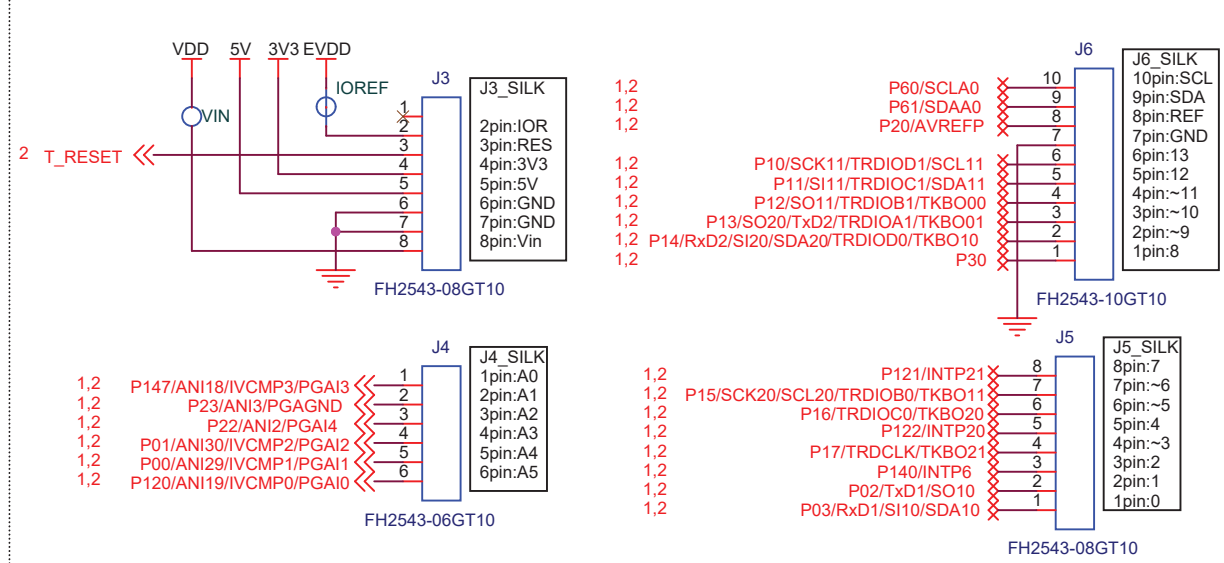 VDD 5V 3V3 EVDD
IOREF
VIN
2 T_RESET
J3
1
2
3
4
5
6
7
8
J3_SILK
2pin:IOR
3pin:RES
4pin:3V3
5pin:5V
6pin:GND
7pin:GND
8pin:Vin
FH2543-08GT10
J6
1,2 P60/SCLA0 10
1,2 P61/SDAA0 9
1,2 P20/AVREFP 8
7
1,2 P10/SCK11/TRDIOD1/SCL11 6
1,2 P11/SI11/TRDIOC1/SDA11 5
1,2 P12/SO11/TRDIOB1/TKBO00 4
1,2 P13/SO20/TxD2/TRDIOA1/TKBO01 3
1,2 P14/RxD2/SI20/SDA20/TRDIOD0/TKBO10 2
1,2 P30 1
J6_SILK
10pin:SCL
9pin:SDA
8pin:REF
7pin:GND
6pin:13
5pin:12
4pin:~11
3pin:~10
2pin:~9
1pin:8
FH2543-10GT10
J4
1,2 P147/ANI18/IVCMP3/PGAI3 1
1,2 P23/ANI3/PGAGND 2
1,2 P22/ANI2/PGAI4 3
1,2 P01/ANI30/IVCMP2/PGAI2 4
1,2 P00/ANI29/IVCMP1/PGAI1 5
1,2 P120/ANI19/IVCMP0/PGAI0 6
J4_SILK
1pin:A0
2pin:A1
3pin:A2
4pin:A3
5pin:A4
6pin:A5
FH2543-06GT10
J5
1,2 P121/INTP21 8
1,2 P15/SCK20/SCL20/TRDIOB0/TKBO11 7
1,2 P16/TRDIOC0/TKBO20 6
1,2 P122/INTP20 5
1,2 P17/TRDCLK/TKBO21 4
1,2 P140/INTP6 3
1,2 P02/TxD1/SO10 2
1,2 P03/RxD1/SI10/SDA10 1
J5_SILK
8pin:7
7pin:~6
6pin:~5
5pin:4
4pin:~3
3pin:2
2pin:1
1pin:0
FH2543-08GT10